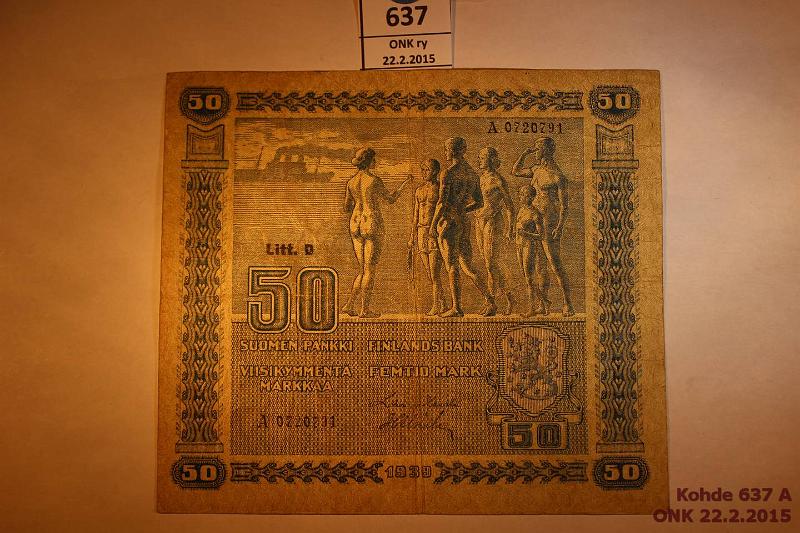 637
ONK ry
22.2.2015
50
50
A 0720791
Litt. D
50
SUOMEN PANKKI FINLANDS BANK
VIISIKYMMENTÄ FEMTIO MARK
MARKKAA
A 0720791
50
50
1939
50
Kohde 637 A
ONK 22.2.2015